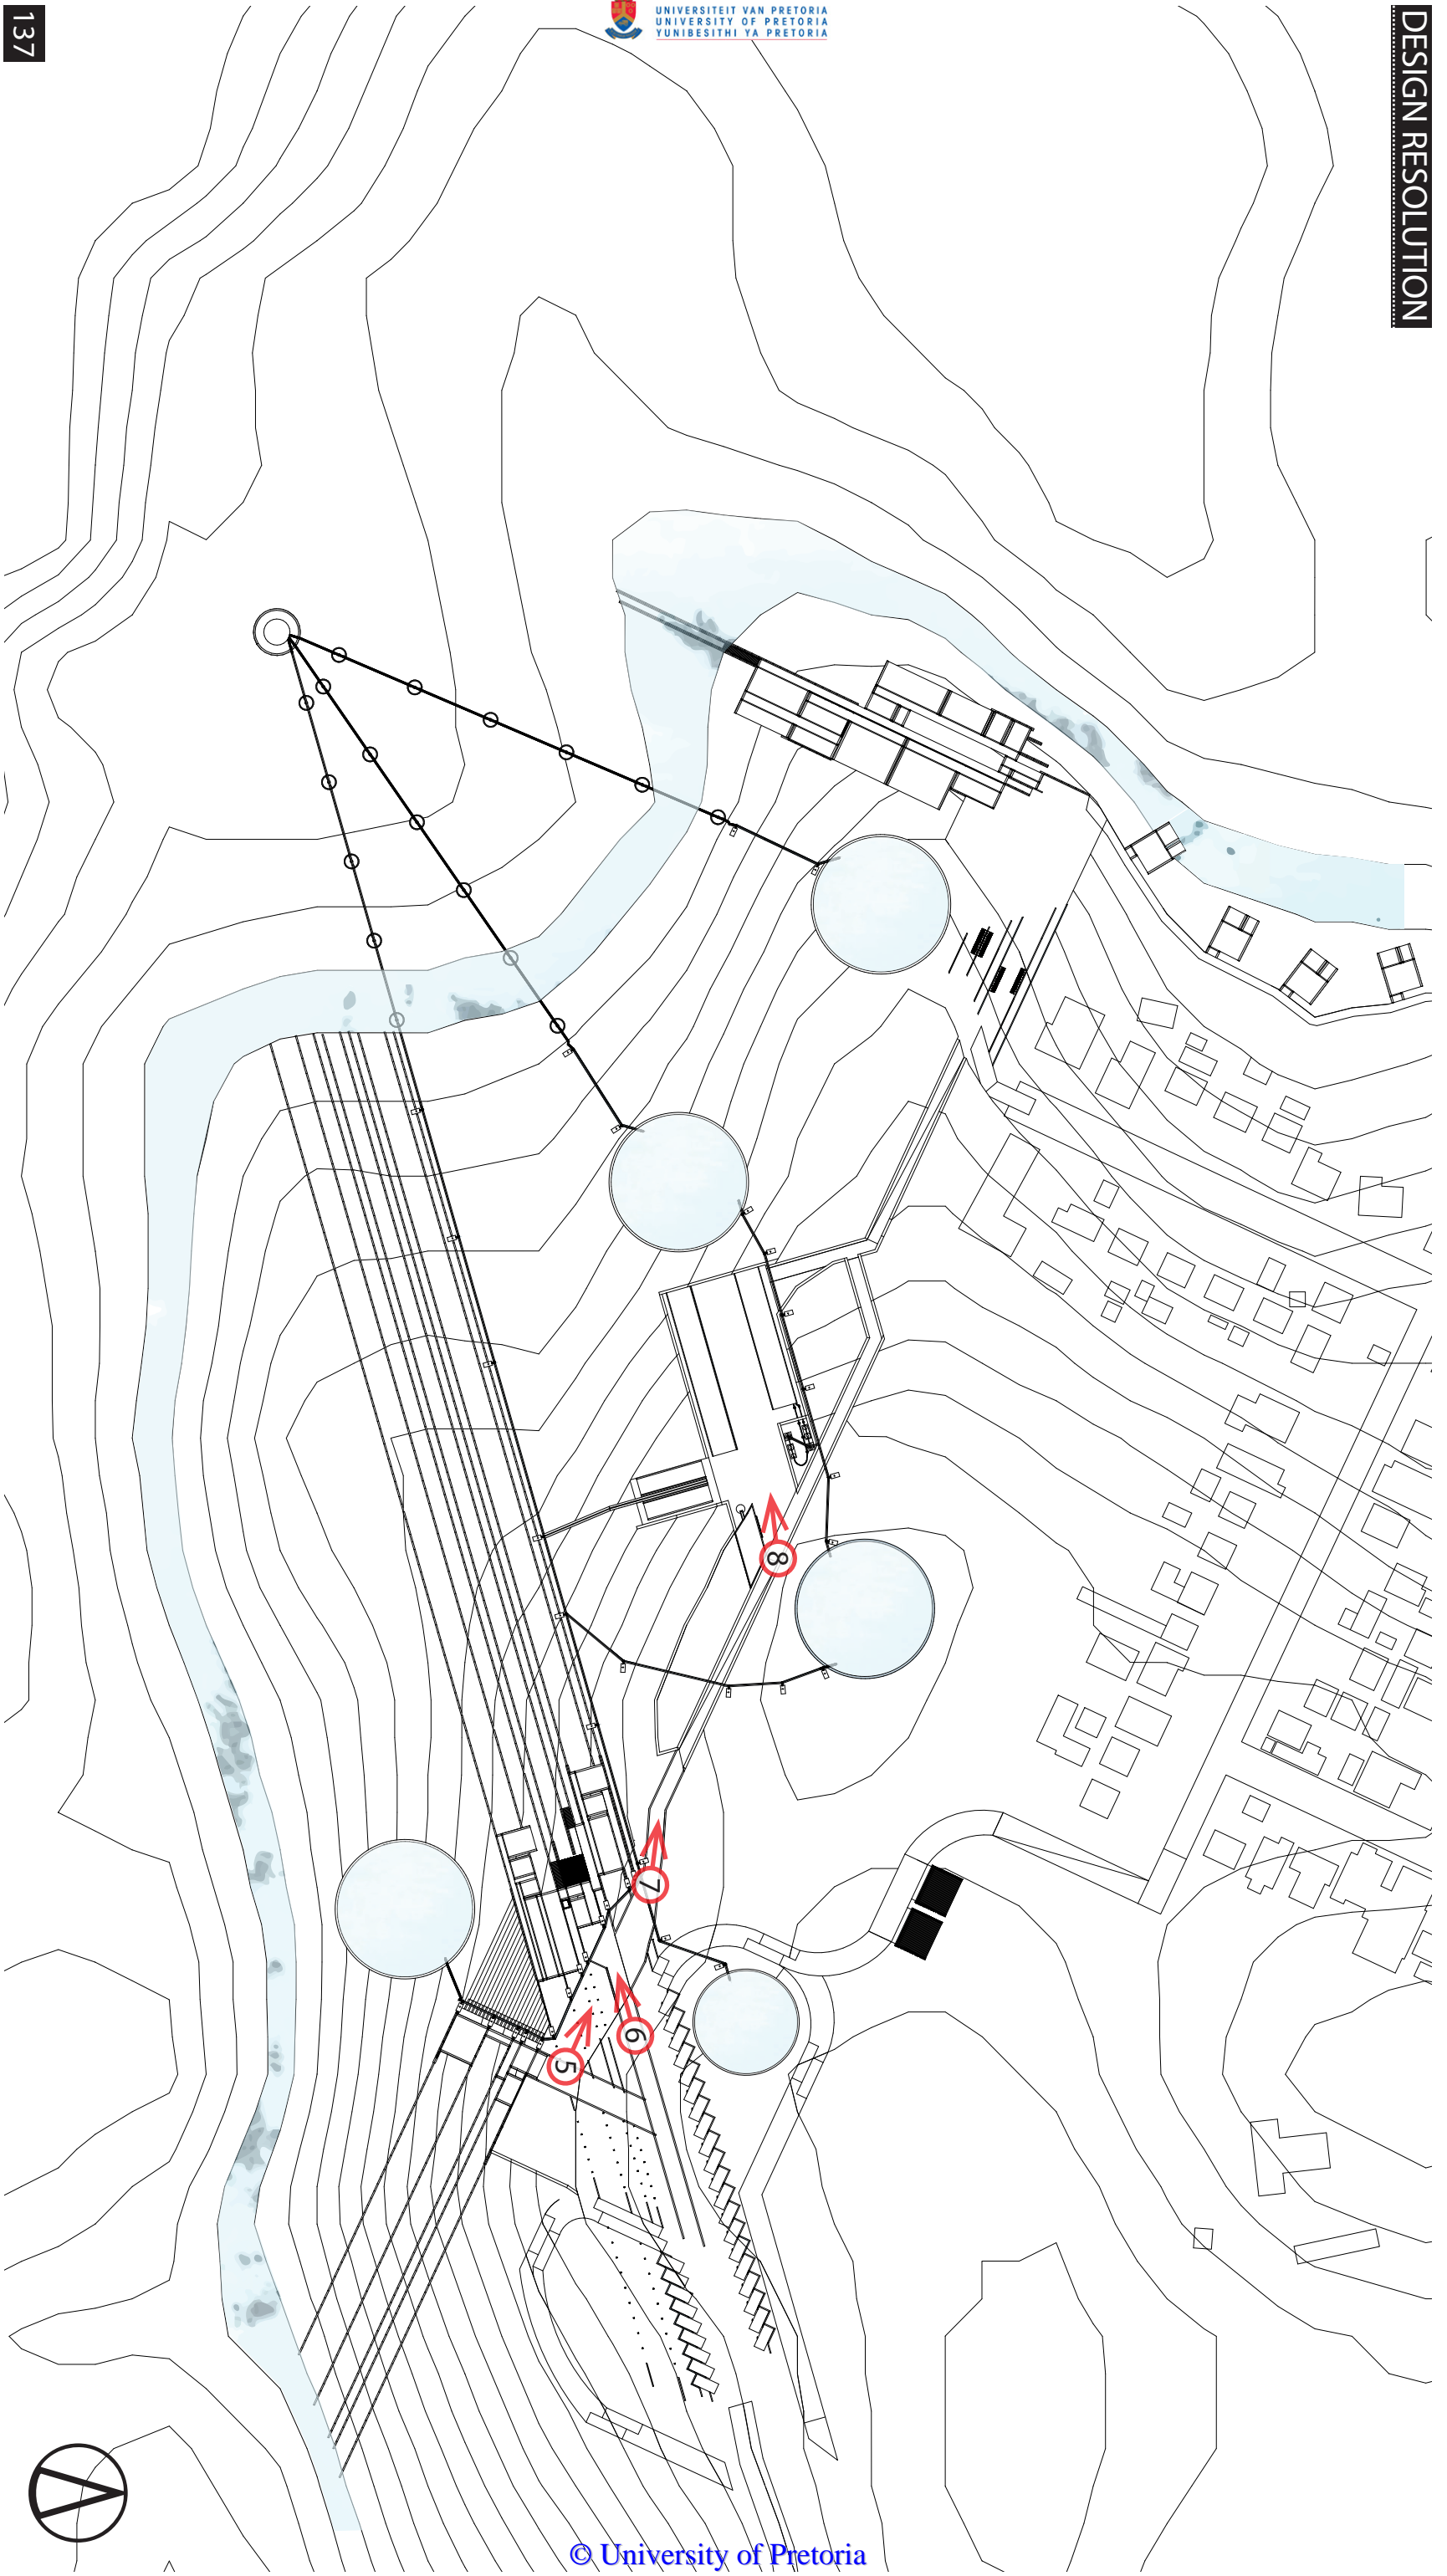 137
UNIVERSITEIT VAN PRETORIA
UNIVERSITY OF PRETORIA
YUNIBESITHI YA PRETORIA
DESIGN RESOLUTION
8
7
6
5
© University of Pretoria